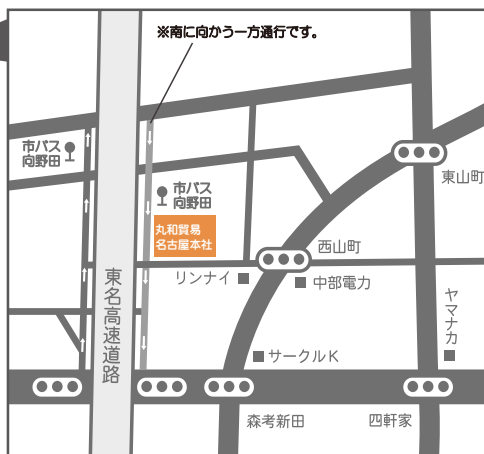 ※南に向かう一方通行です。
市バス
向野田
東山町
市バス
向野田
丸和貿易
名古屋本社
西山町
リンナイ
中部電力
東名高速道路
ヤマナカ
サークルK
森考新田
四軒家